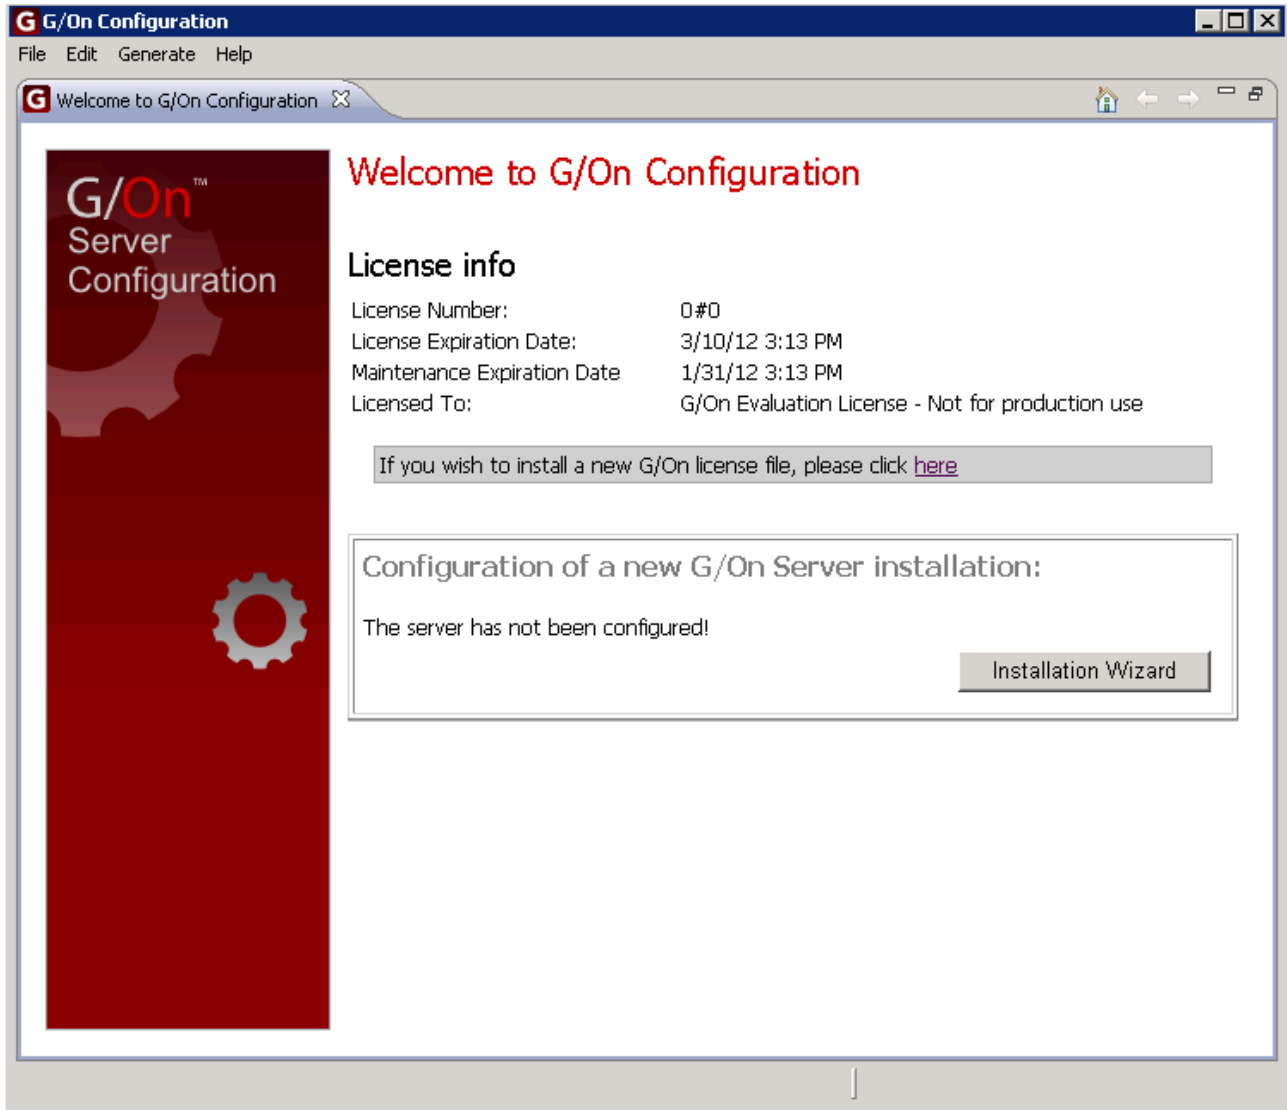 G G/On Configuration
File Edit Generate Help
G Welcome to G/On Configuration
G/On™
Server
Configuration
Welcome to G/On Configuration
License info
License Number: 0#0
License Expiration Date: 3/10/12 3:13 PM
Maintenance Expiration Date 1/31/12 3:13 PM
Licensed To: G/On Evaluation License - Not for production use
If you wish to install a new G/On license file, please click here
Configuration of a new G/On Server installation:
The server has not been configured!
Installation Wizard